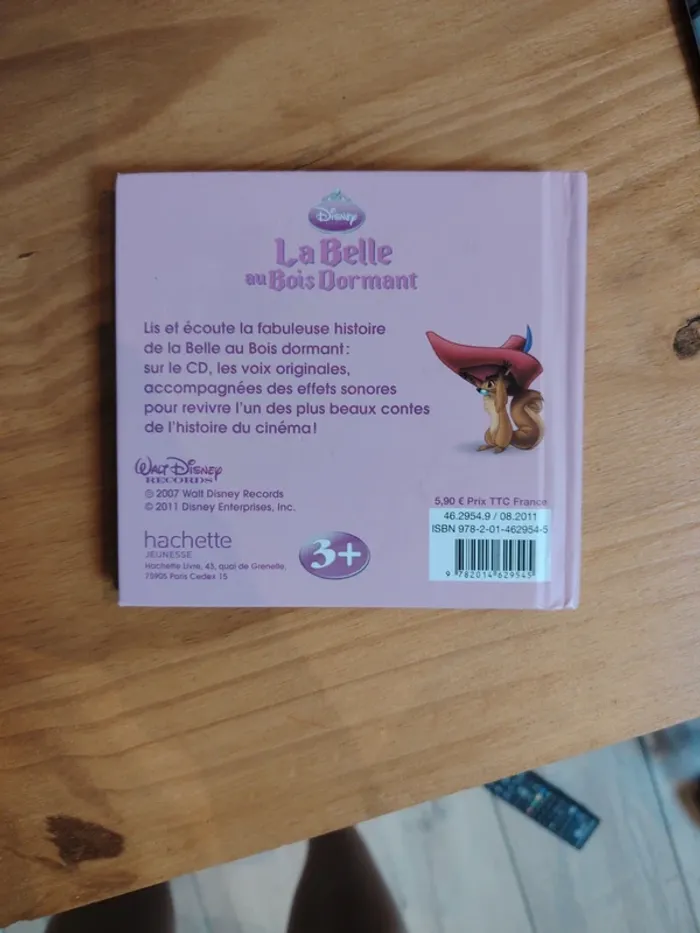 Disney
La Belle
au Bois Dormant
Lis et écoute la fabuleuse histoire
de la Belle au Bois dormant :
sur le CD, les voix originales,
accompagnées des effets sonores
pour revivre l'un des plus beaux contes
de l'histoire du cinéma !
WALT DISNEY
RECORDS
℗ 2007 Walt Disney Records
© 2011 Disney Enterprises, Inc.
hachette
JEUNESSE
Hachette Livre, 43, quai de Grenelle,
75905 Paris Cedex 15
3+
5,90 € Prix TTC France
46.2954.9 / 08.2011
ISBN 978-2-01-462954-5
9 782014 629545